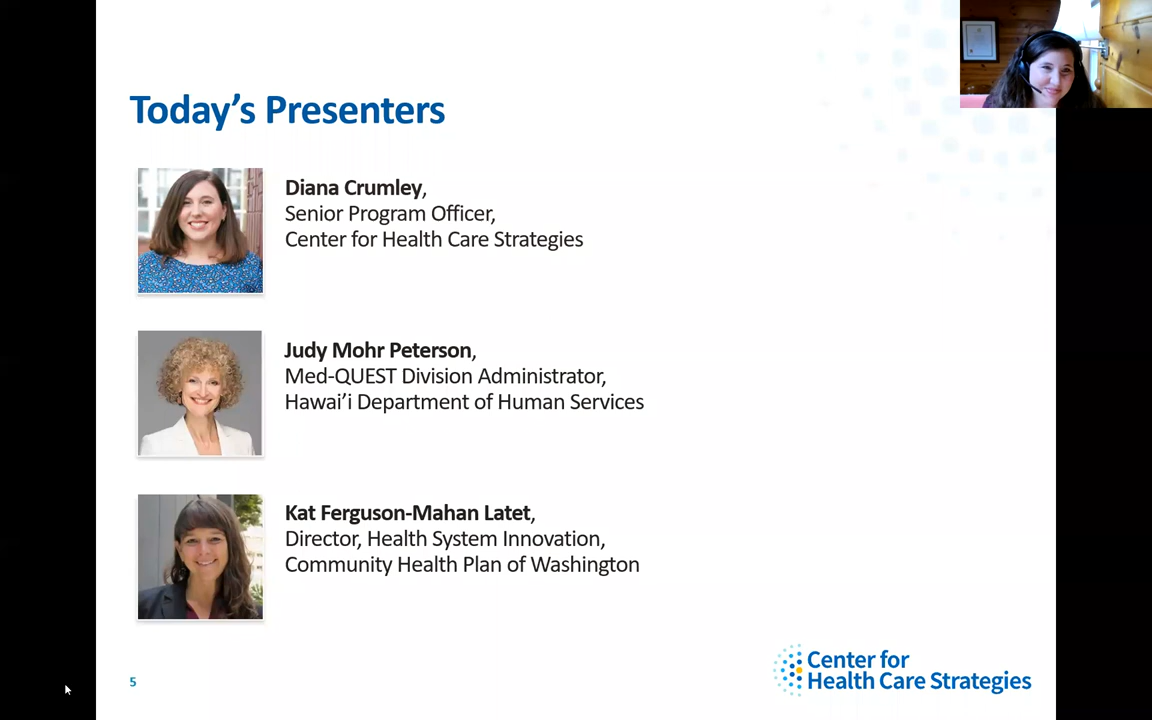 Today’s Presenters
Diana Crumley,
Senior Program Officer,
Center for Health Care Strategies
Judy Mohr Peterson,
Med-QUEST Division Administrator,
Hawai’i Department of Human Services
Kat Ferguson-Mahan Latet,
Director, Health System Innovation,
Community Health Plan of Washington
5
Center for
Health Care Strategies